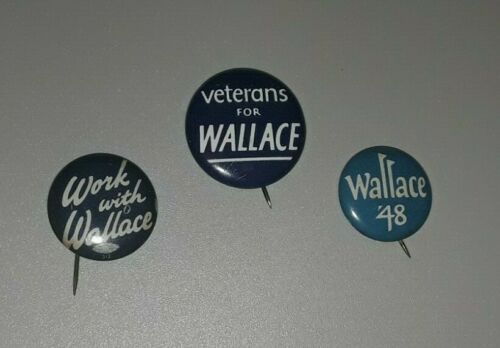 veterans
FOR
WALLACE
Work
with
Wallace
Wallace
'48